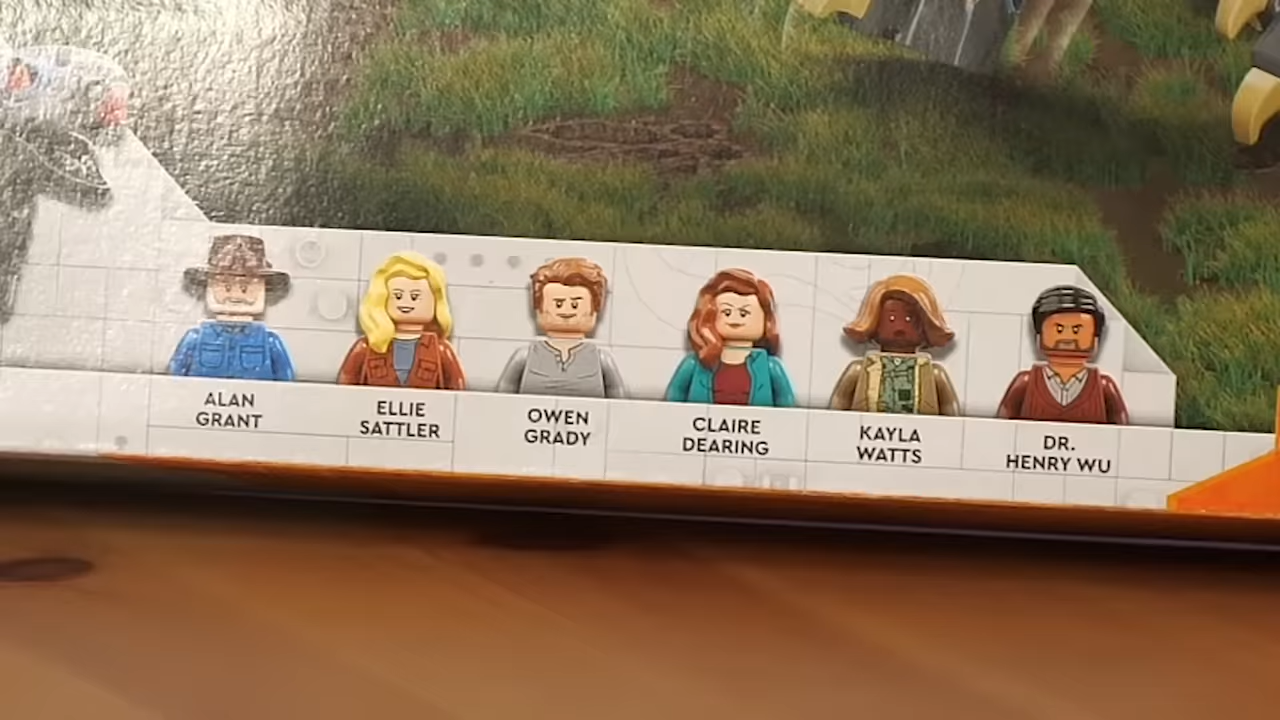 ALAN
GRANT
ELLIE
SATTLER
OWEN
GRADY
CLAIRE
DEARING
KAYLA
WATTS
DR.
HENRY WU